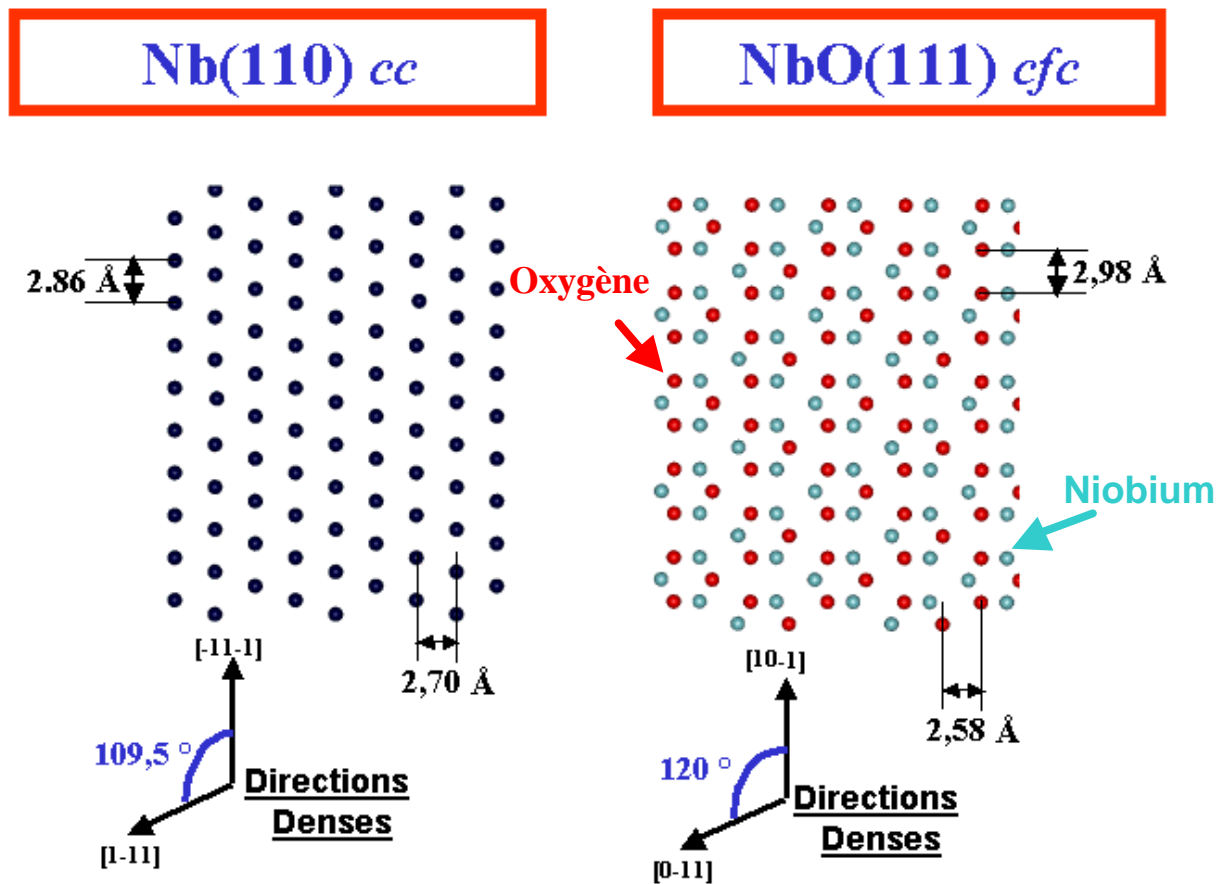 Nb(110) cc
NbO(111) cfc
2.86 Å
Oxygène
2,98 Å
Niobium
[-11-1]
2,70 Å
[10-1]
2,58 Å
109,5 °
120 °
Directions
Denses
Directions
Denses
[1-11]
[0-11]